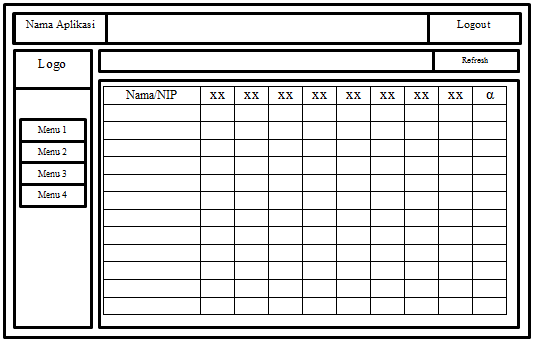 Nama Aplikasi
Logout
Logo
Refresh
Nama/NIP xx xx xx xx xx xx xx xx α
Menu 1
Menu 2
Menu 3
Menu 4